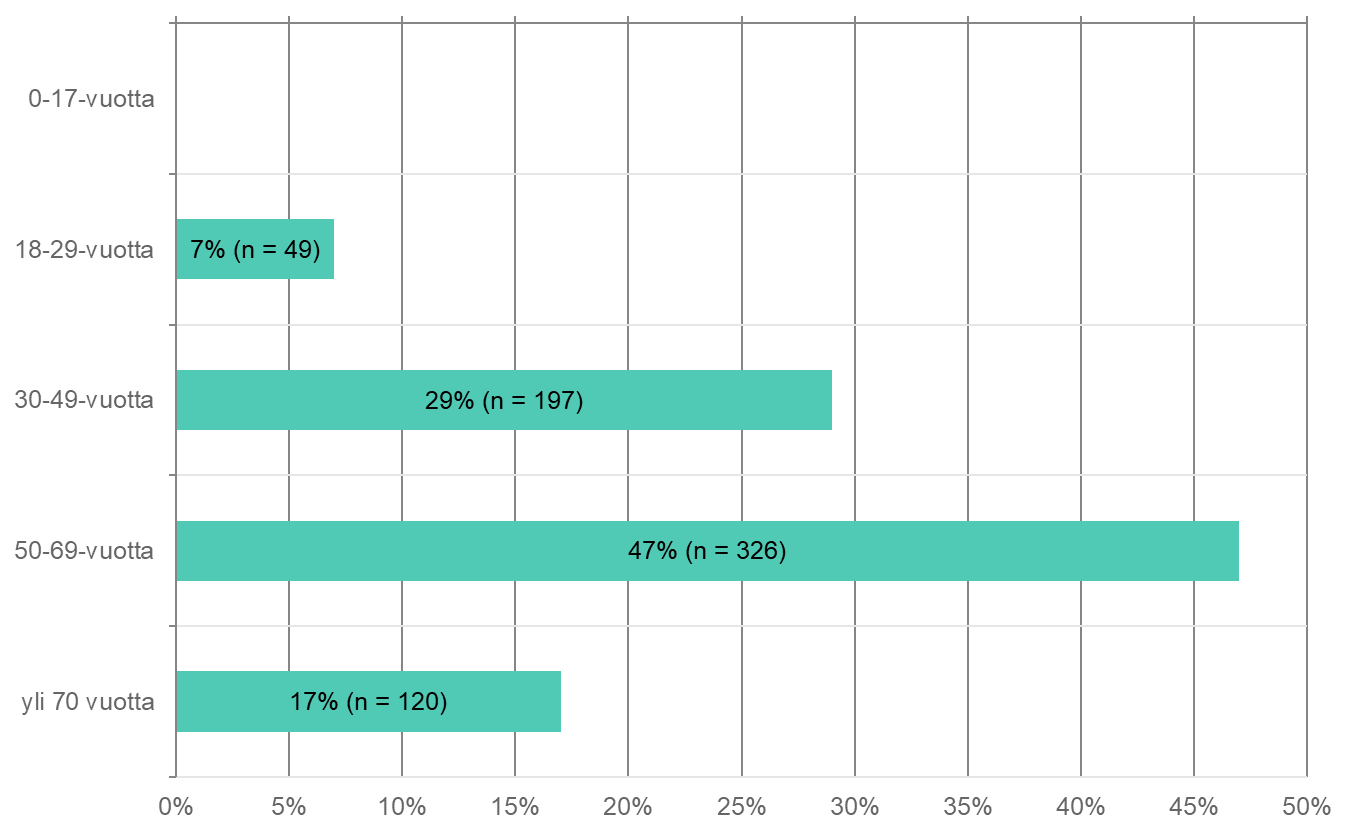 0-17-vuotta
18-29-vuotta
7% (n = 49)
30-49-vuotta
29% (n = 197)
50-69-vuotta
47% (n = 326)
yli 70 vuotta
17% (n = 120)
0% 5% 10% 15% 20% 25% 30% 35% 40% 45% 50%